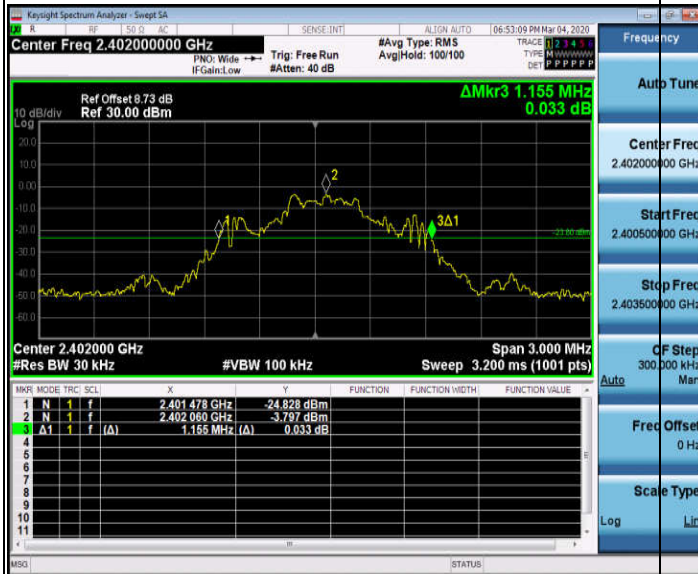 Keysight Spectrum Analyzer - Swept SA
LXI R RF 50 Ω AC SENSE:INT ALIGN AUTO 06:53:09 PM Mar 04, 2020
Center Freq 2.402000000 GHz
PNO: Wide
IFGain:Low
Trig: Free Run
#Atten: 40 dB
#Avg Type: RMS
Avg|Hold: 100/100
TRACE 1 2 3 4 5 6
TYPE M W W W W W
DET P P P P P P
Ref Offset 8.73 dB
Ref 30.00 dBm
10 dB/div
Log
ΔMkr3 1.155 MHz
0.033 dB
20.0
10.0
0.00
-10.0
-20.0
-30.0
-40.0
-50.0
-60.0
2
1
3Δ1
-23.80 dBm
Center 2.402000 GHz
#Res BW 30 kHz
#VBW 100 kHz
Span 3.000 MHz
Sweep 3.200 ms (1001 pts)
MKR MODE TRC SCL X Y FUNCTION FUNCTION WIDTH FUNCTION VALUE
1 N 1 f 2.401 478 GHz -24.828 dBm
2 N 1 f 2.402 060 GHz -3.797 dBm
3 Δ1 1 f (Δ) 1.155 MHz (Δ) 0.033 dB
4
5
6
7
8
9
10
11
MSG STATUS
Frequency
Auto Tune
Center Freq
2.402000000 GHz
Start Freq
2.400500000 GHz
Stop Freq
2.403500000 GHz
CF Step
300.000 kHz
Auto Man
Freq Offset
0 Hz
Scale Type
Log Lin